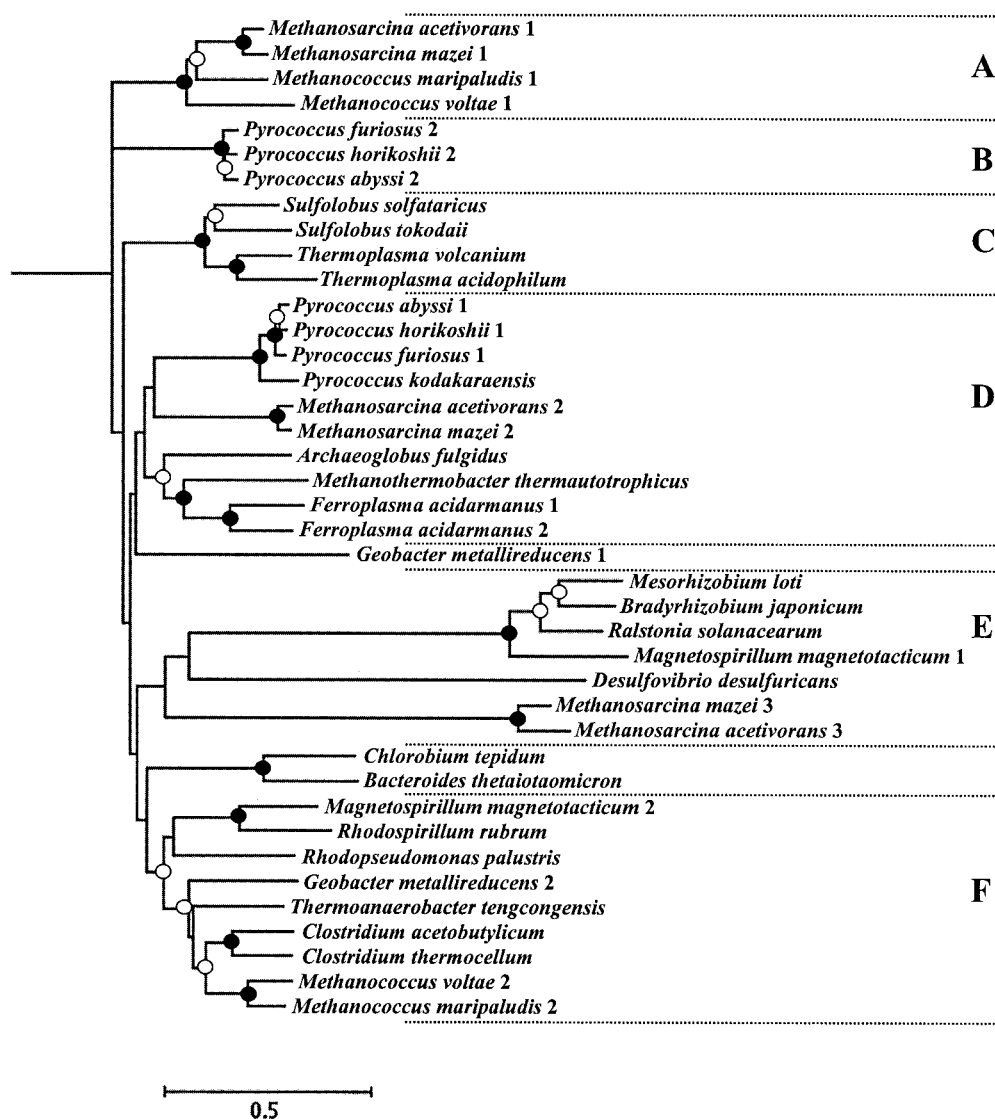 Methanosarcina acetivorans 1
Methanosarcina mazei 1
Methanococcus maripaludis 1
Methanococcus voltae 1
A
Pyrococcus furiosus 2
Pyrococcus horikoshii 2
Pyrococcus abyssi 2
B
Sulfolobus solfataricus
Sulfolobus tokodaii
Thermoplasma volcanium
Thermoplasma acidophilum
C
Pyrococcus abyssi 1
Pyrococcus horikoshii 1
Pyrococcus furiosus 1
Pyrococcus kodakaraensis
Methanosarcina acetivorans 2
Methanosarcina mazei 2
Archaeoglobus fulgidus
Methanothermobacter thermautotrophicus
Ferroplasma acidarmanus 1
Ferroplasma acidarmanus 2
D
Geobacter metallireducens 1
Mesorhizobium loti
Bradyrhizobium japonicum
Ralstonia solanacearum
Magnetospirillum magnetotacticum 1
Desulfovibrio desulfuricans
Methanosarcina mazei 3
Methanosarcina acetivorans 3
E
Chlorobium tepidum
Bacteroides thetaiotaomicron
Magnetospirillum magnetotacticum 2
Rhodospirillum rubrum
Rhodopseudomonas palustris
Geobacter metallireducens 2
Thermoanaerobacter tengcongensis
Clostridium acetobutylicum
Clostridium thermocellum
Methanococcus voltae 2
Methanococcus maripaludis 2
F
0.5